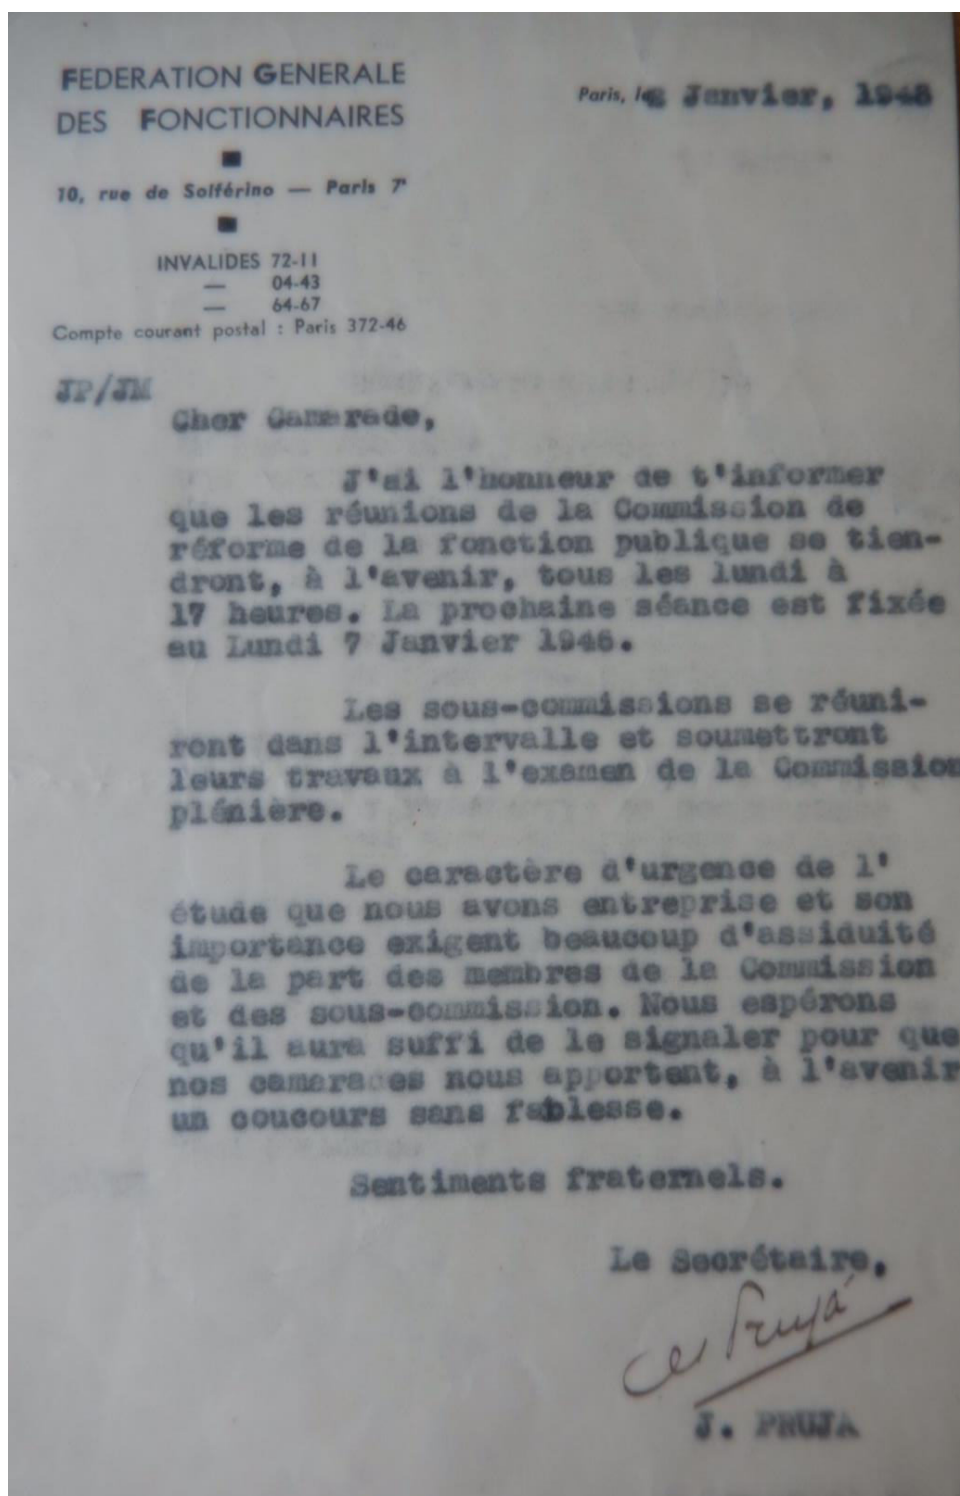 FEDERATION GENERALE
DES FONCTIONNAIRES
Paris, le Janvier, 1946
10, rue de Solférino — Paris 7e
INVALIDES 72-11
— 04-43
— 64-67
Compte courant postal : Paris 372-46
JP/JM
Cher Camarade,
J'ai l'honneur de t'informer
que les réunions de la Commission de
réforme de la fonction publique se tien-
dront, à l'avenir, tous les lundi à
17 heures. La prochaine séance est fixée
au Lundi 7 Janvier 1946.
Les sous-commissions se réuni-
ront dans l'intervalle et soumettront
leurs travaux à l'examen de la Commission
plénière.
Le caractère d'urgence de l'
étude que nous avons entreprise et son
importance exigent beaucoup d'assiduité
de la part des membres de la Commission
et des sous-commission. Nous espérons
qu'il aura suffi de le signaler pour que
nos camarades nous apportent, à l'avenir
un coucours sans fablesse.
Sentiments fraternels.
Le Secrétaire,
Pruja
J. PRUJA